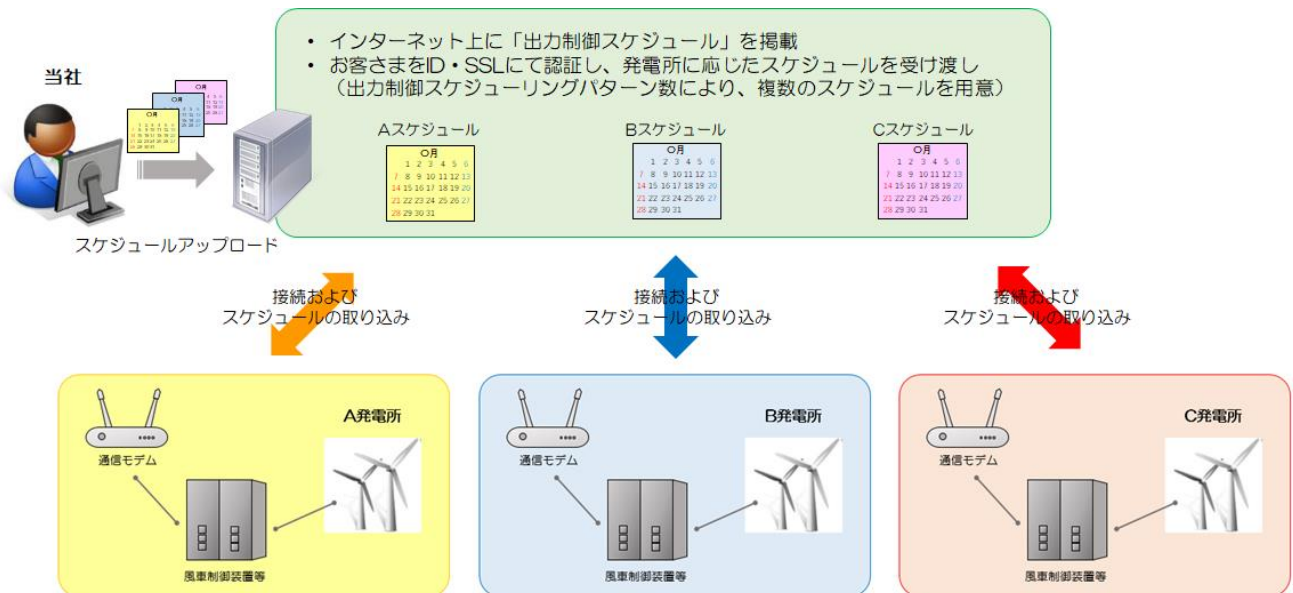 • インターネット上に「出力制御スケジュール」を掲載
• お客さまをID・SSLにて認証し、発電所に応じたスケジュールを受け渡し
（出力制御スケジューリングパターン数により、複数のスケジュールを用意）
当社
〇月
〇月
〇月
スケジュールアップロード
Aスケジュール
〇月
1 2 3 4 5 6
7 8 9 10 11 12 13
14 15 16 17 18 19 20
21 22 23 24 25 26 27
28 29 30 31
Bスケジュール
〇月
1 2 3 4 5 6
7 8 9 10 11 12 13
14 15 16 17 18 19 20
21 22 23 24 25 26 27
28 29 30 31
Cスケジュール
〇月
1 2 3 4 5 6
7 8 9 10 11 12 13
14 15 16 17 18 19 20
21 22 23 24 25 26 27
28 29 30 31
接続および
スケジュールの取り込み
接続および
スケジュールの取り込み
接続および
スケジュールの取り込み
A発電所
通信モデム
風車制御装置等
B発電所
通信モデム
風車制御装置等
C発電所
通信モデム
風車制御装置等